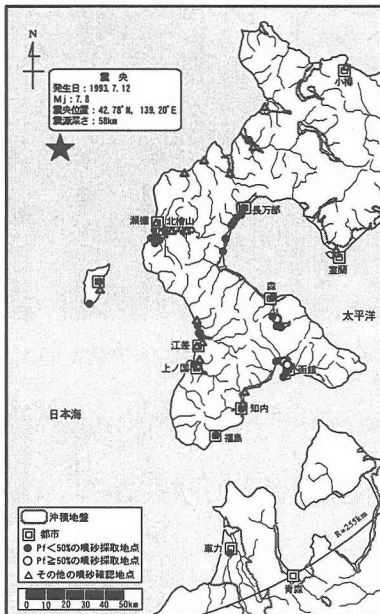 N
震央
発生日：1993.7.12
Mj：7.8
震央位置：42.78°N, 139.20°E
震源深さ：58km
小樽
長万部
瀬棚
北檜山
室蘭
森
太平洋
江差
函館
上ノ国
日本海
知内
福島
R=255km
車力
青森
沖積地盤
都市
Pf＜50%の噴砂採取地点
Pf≧50%の噴砂採取地点
その他の噴砂確認地点
0 10 20 30 40 50km